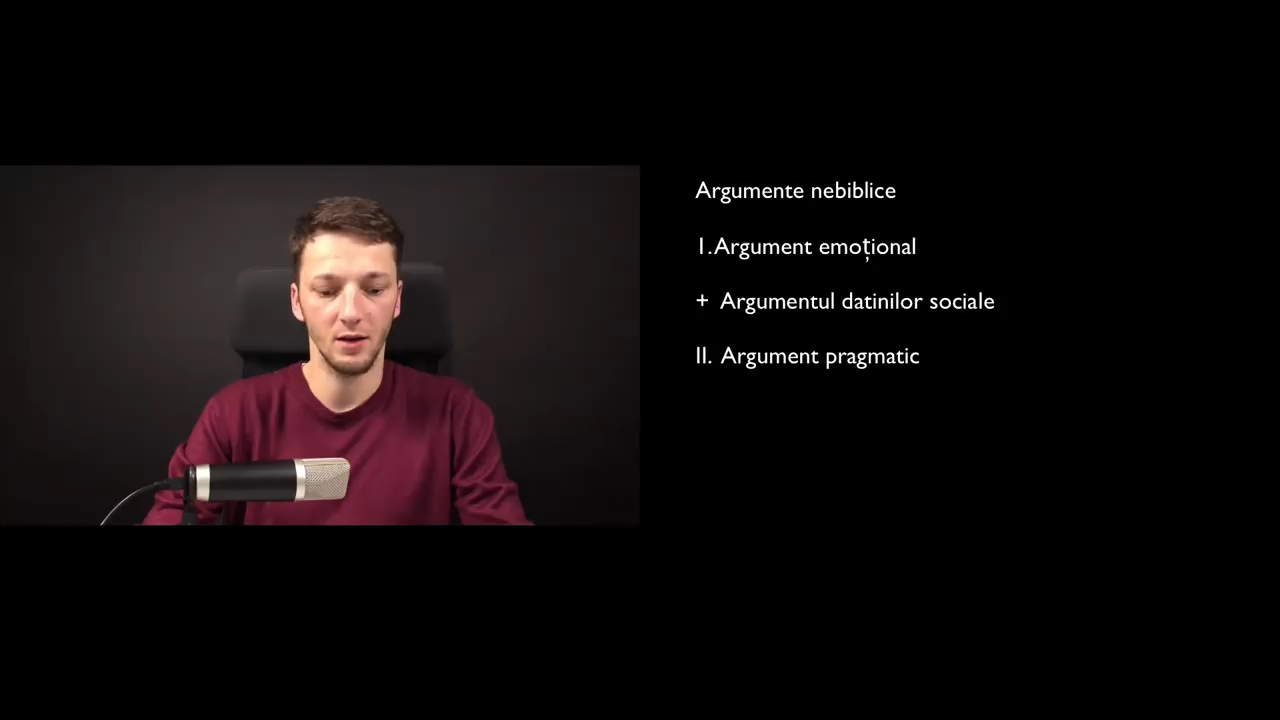 Argumente nebiblice
1.Argument emoțional
+ Argumentul datinilor sociale
II. Argument pragmatic